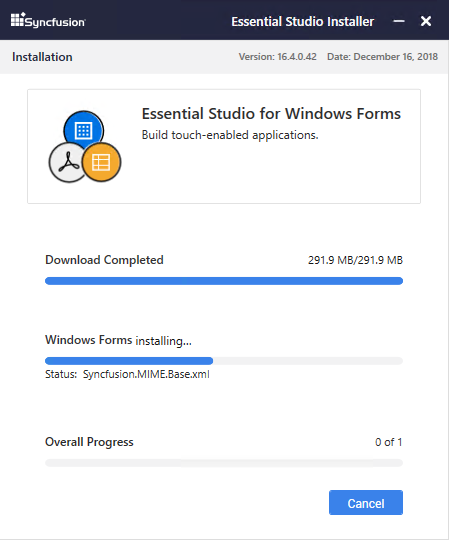 Syncfusion Essential Studio Installer
Installation Version: 16.4.0.42 Date: December 16, 2018
Essential Studio for Windows Forms
Build touch-enabled applications.
Download Completed 291.9 MB/291.9 MB
Windows Forms installing...
Status: Syncfusion.MIME.Base.xml
Overall Progress 0 of 1
Cancel